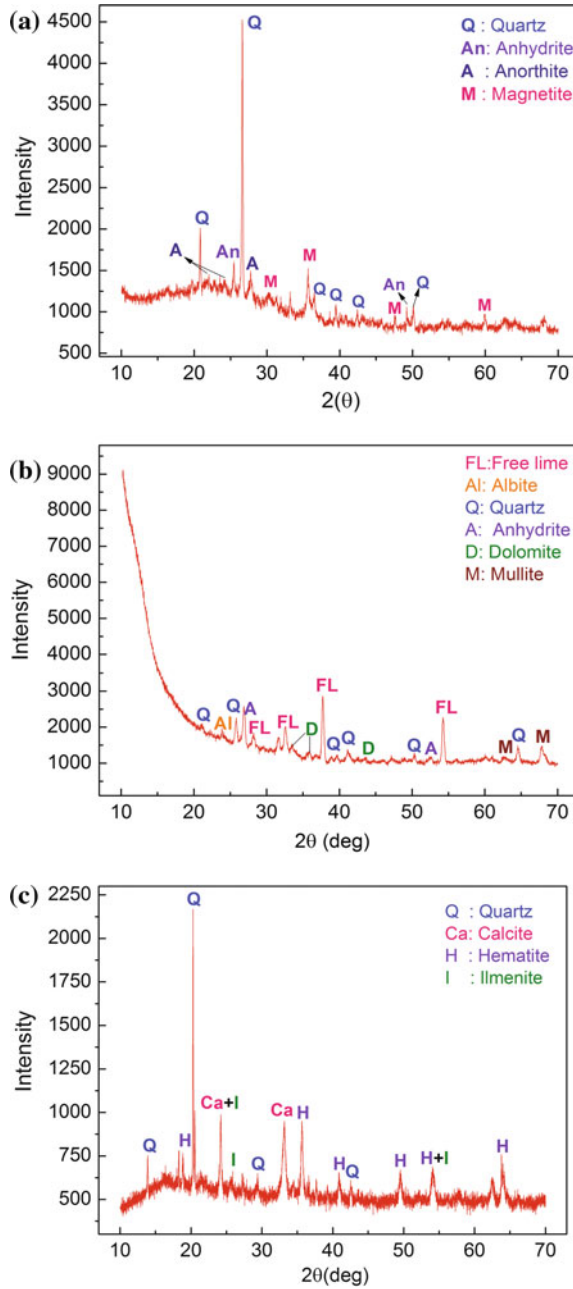 (a)
Q : Quartz
An: Anhydrite
A : Anorthite
M : Magnetite
Intensity
4500
4000
3500
3000
2500
2000
1500
1000
500
Q
Q
A
An
A
M
M
Q
Q
Q
M
An
Q
M
10 20 30 40 50 60 70
2(θ)
(b)
FL:Free lime
Al: Albite
Q: Quartz
A: Anhydrite
D: Dolomite
M: Mullite
Intensity
9000
8000
7000
6000
5000
4000
3000
2000
1000
Q
Al
Q
A
FL
FL
D
FL
Q
Q
D
Q
A
FL
M
Q
M
10 20 30 40 50 60 70
2θ (deg)
(c)
Q : Quartz
Ca: Calcite
H : Hematite
I : Ilmenite
Intensity
2250
2000
1750
1500
1250
1000
750
500
Q
H
Q
Ca+I
I
Q
Ca
H
H
Q
H
H+I
H
10 20 30 40 50 60 70
2θ(deg)